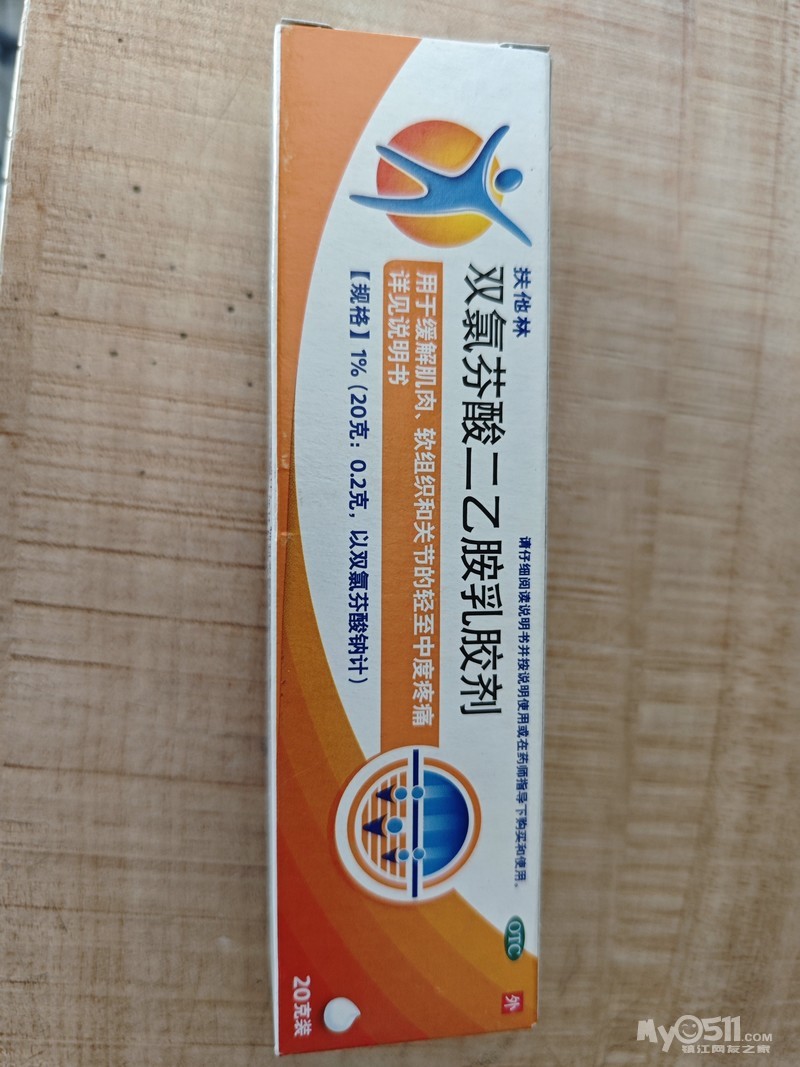 扶他林
双氯芬酸二乙胺乳胶剂
用于缓解肌肉、软组织和关节的轻至中度疼痛
详见说明书
【规格】1%（20克：0.2克，以双氯芬酸钠计）
请仔细阅读说明书并按说明使用或在药师指导下购买和使用。
OTC
外
20克装
MyO511.COM
镇江网友之家